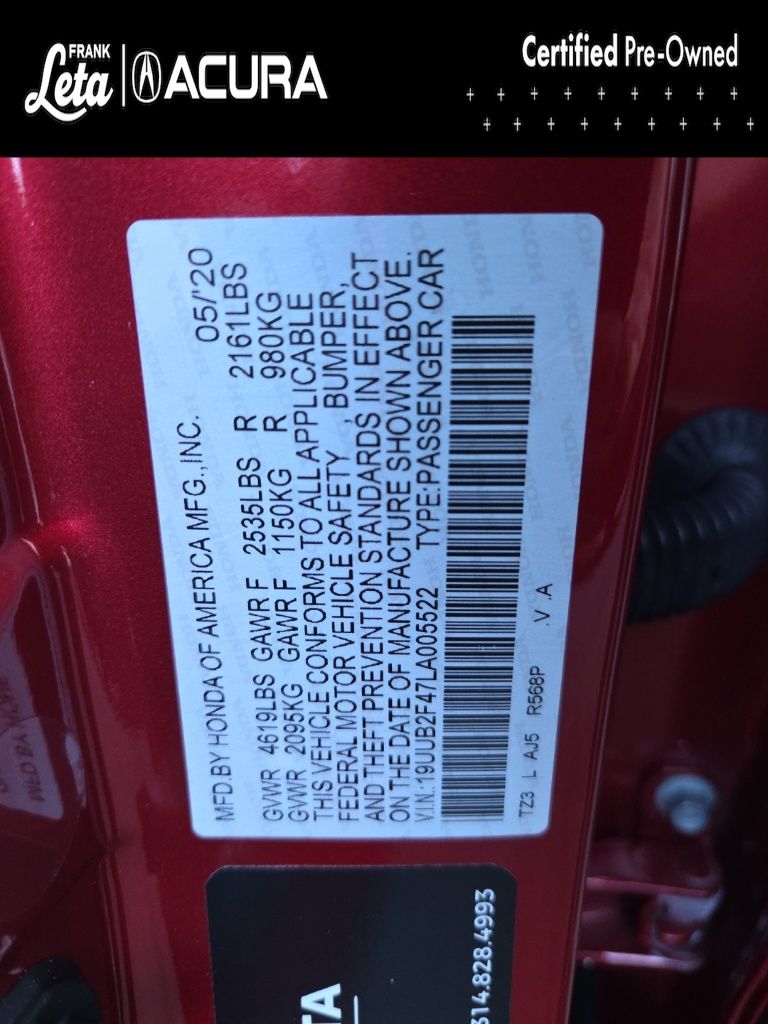 FRANK
Leta
ACURA
Certified Pre-Owned
MFD.BY HONDA OF AMERICA MFG.,INC. 05/'20
GVWR 4619LBS GAWR F 2535LBS R 2161LBS
GVWR 2095KG GAWR F 1150KG R 980KG
THIS VEHICLE CONFORMS TO ALL APPLICABLE
FEDERAL MOTOR VEHICLE SAFETY , BUMPER,
AND THEFT PREVENTION STANDARDS IN EFFECT
ON THE DATE OF MANUFACTURE SHOWN ABOVE.
V.I.N.:19UUB2F47LA005522 TYPE:PASSENGER CAR
TZ3 L AJ5 R568P .V .A
314.828.4993